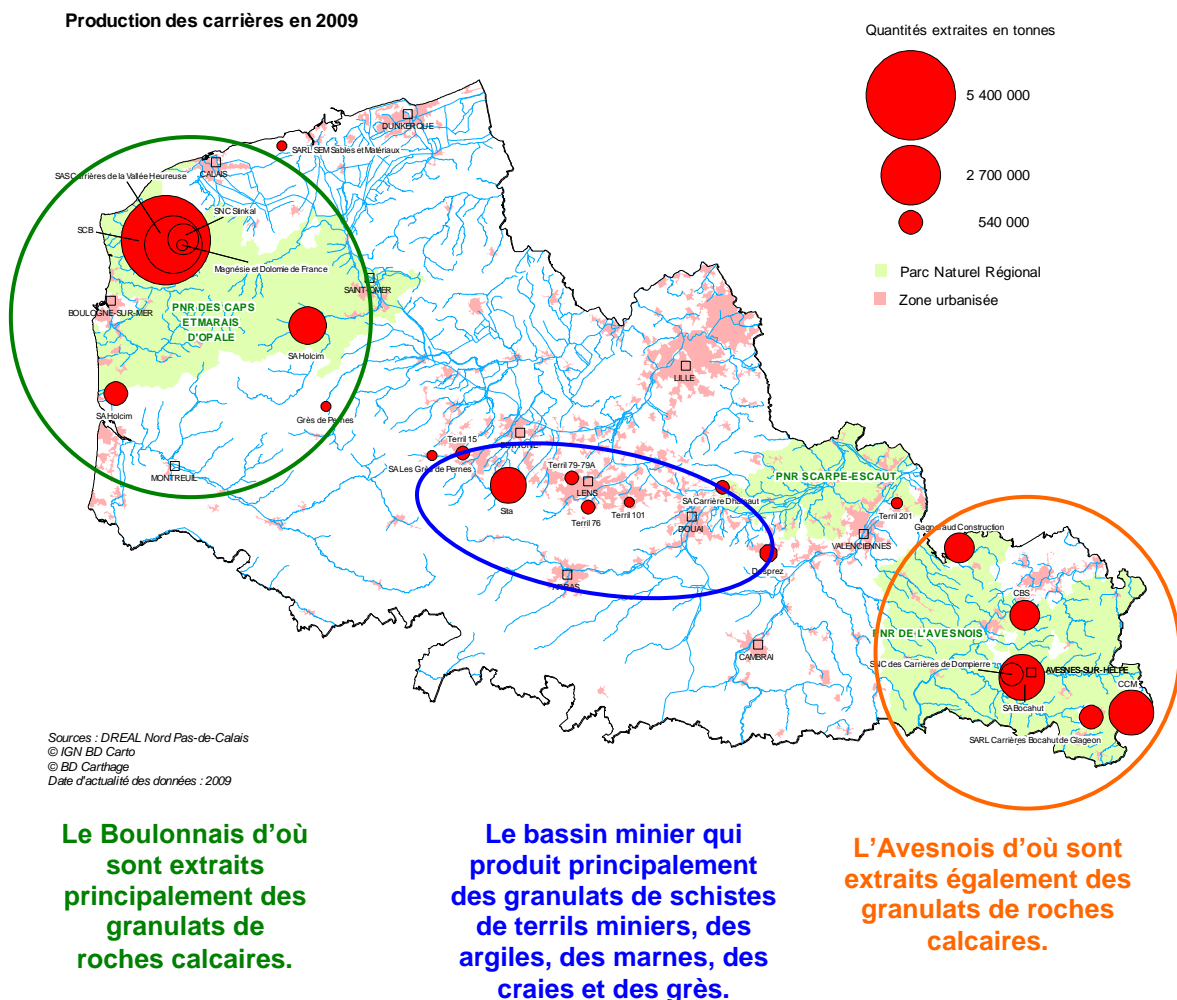 Production des carrières en 2009
Quantités extraites en tonnes
5 400 000
2 700 000
540 000
Parc Naturel Régional
Zone urbanisée
DUNKERQUE
SARL SEM Sables et Matériaux
CALAIS
SAS Carrières de la Vallée Heureuse
SNC Stinkal
SCB
Magnésie et Dolomie de France
SAINT-OMER
BOULOGNE-SUR-MER
PNR DES CAPS
ET MARAIS
D'OPALE
SA Holcim
LILLE
SA Holcim
Grès de Pernes
Terril 15
SA Les Grès de Pernes
MONTREUIL
Terril 79-79A
LENS
Sita
Terril 76
Terril 101
SA Carrière Dhainaut
PNR SCARPE-ESCAUT
DOUAI
Terril 201
VALENCIENNES
Desprez
ARRAS
Gagneraud Construction
CBS
PNR DE L'AVESNOIS
CAMBRAI
SNC des Carrières de Dompierre
AVESNES-SUR-HELPE
SA Bocahut
CCM
SARL Carrières Bocahut de Glageon
Sources : DREAL Nord Pas-de-Calais
© IGN BD Carto
© BD Carthage
Date d'actualité des données : 2009
Le Boulonnais d'où
sont extraits
principalement des
granulats de
roches calcaires.
Le bassin minier qui
produit principalement
des granulats de schistes
de terrils miniers, des
argiles, des marnes, des
craies et des grès.
L'Avesnois d'où sont
extraits également des
granulats de roches
calcaires.